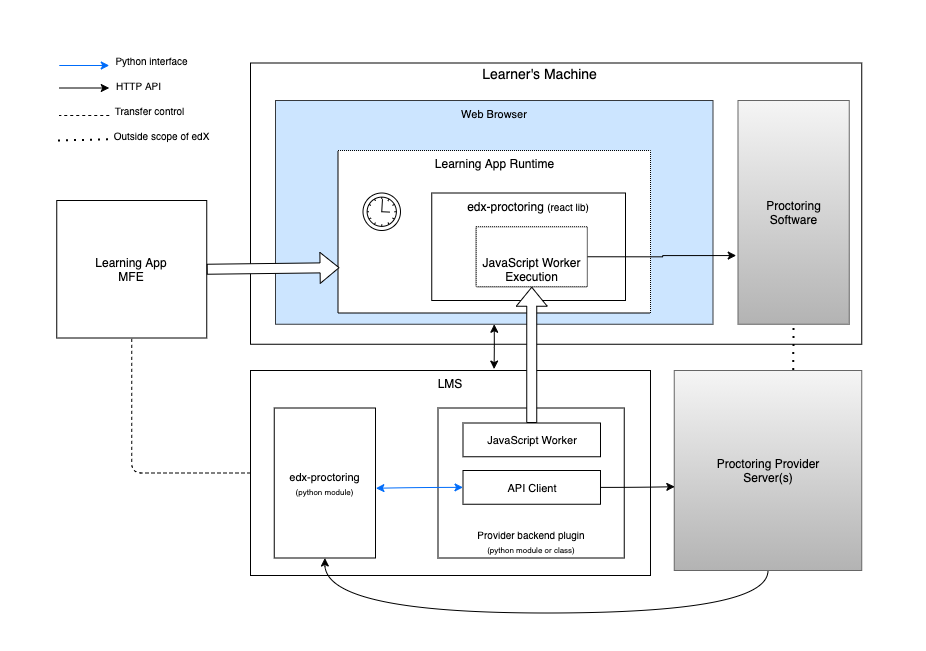 Python interface
HTTP API
Transfer control
Outside scope of edX
Learner's Machine
Web Browser
Learning App Runtime
edx-proctoring (react lib)
JavaScript Worker
Execution
Proctoring
Software
Learning App
MFE
LMS
edx-proctoring
(python module)
JavaScript Worker
API Client
Provider backend plugin
(python module or class)
Proctoring Provider
Server(s)